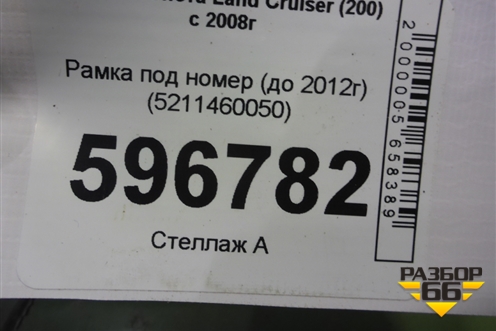 Land Cruiser (200)
с 2008г
Рамка под номер (до 2012г)
(5211460050)
596782
Стеллаж А
2000005658389
РАЗБОР
66